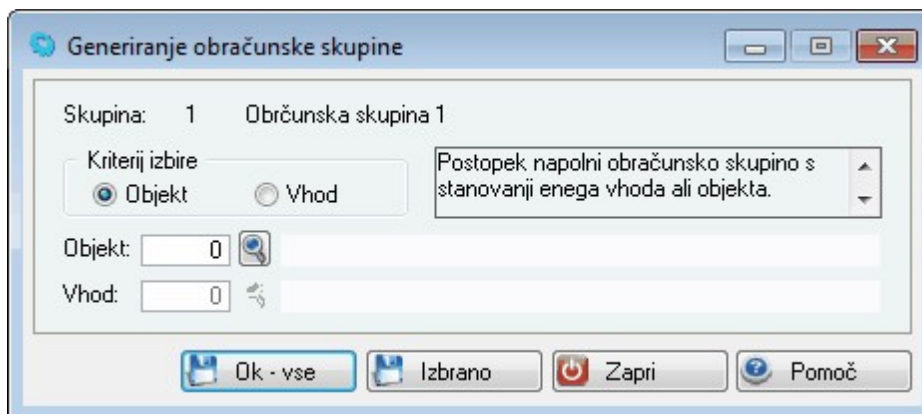 Generiranje obračunske skupine
Skupina: 1 Obrčunska skupina 1
Kriterij izbire
Objekt Vhod
Postopek napolni obračunsko skupino s
stanovanji enega vhoda ali objekta.
Objekt: 0
Vhod: 0
Ok - vse Izbrano Zapri Pomoč